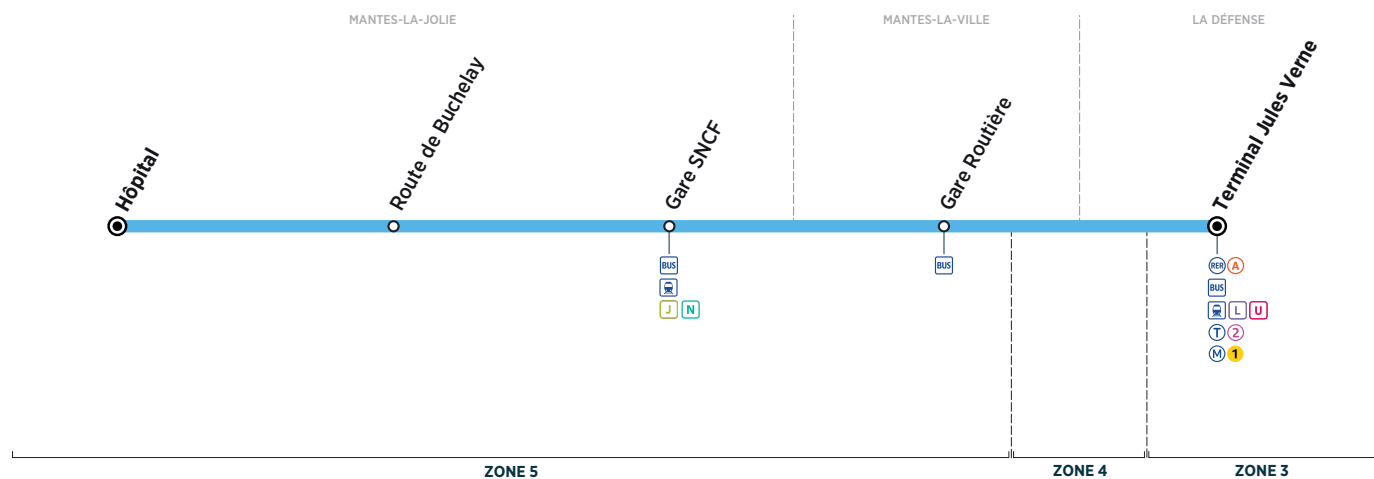 MANTES-LA-JOLIE
MANTES-LA-VILLE
LA DÉFENSE
Hôpital
Route de Buchelay
Gare SNCF
Gare Routière
Terminal Jules Verne
BUS
J N
BUS
RER A
BUS
L U
T 2
M 1
ZONE 5
ZONE 4
ZONE 3